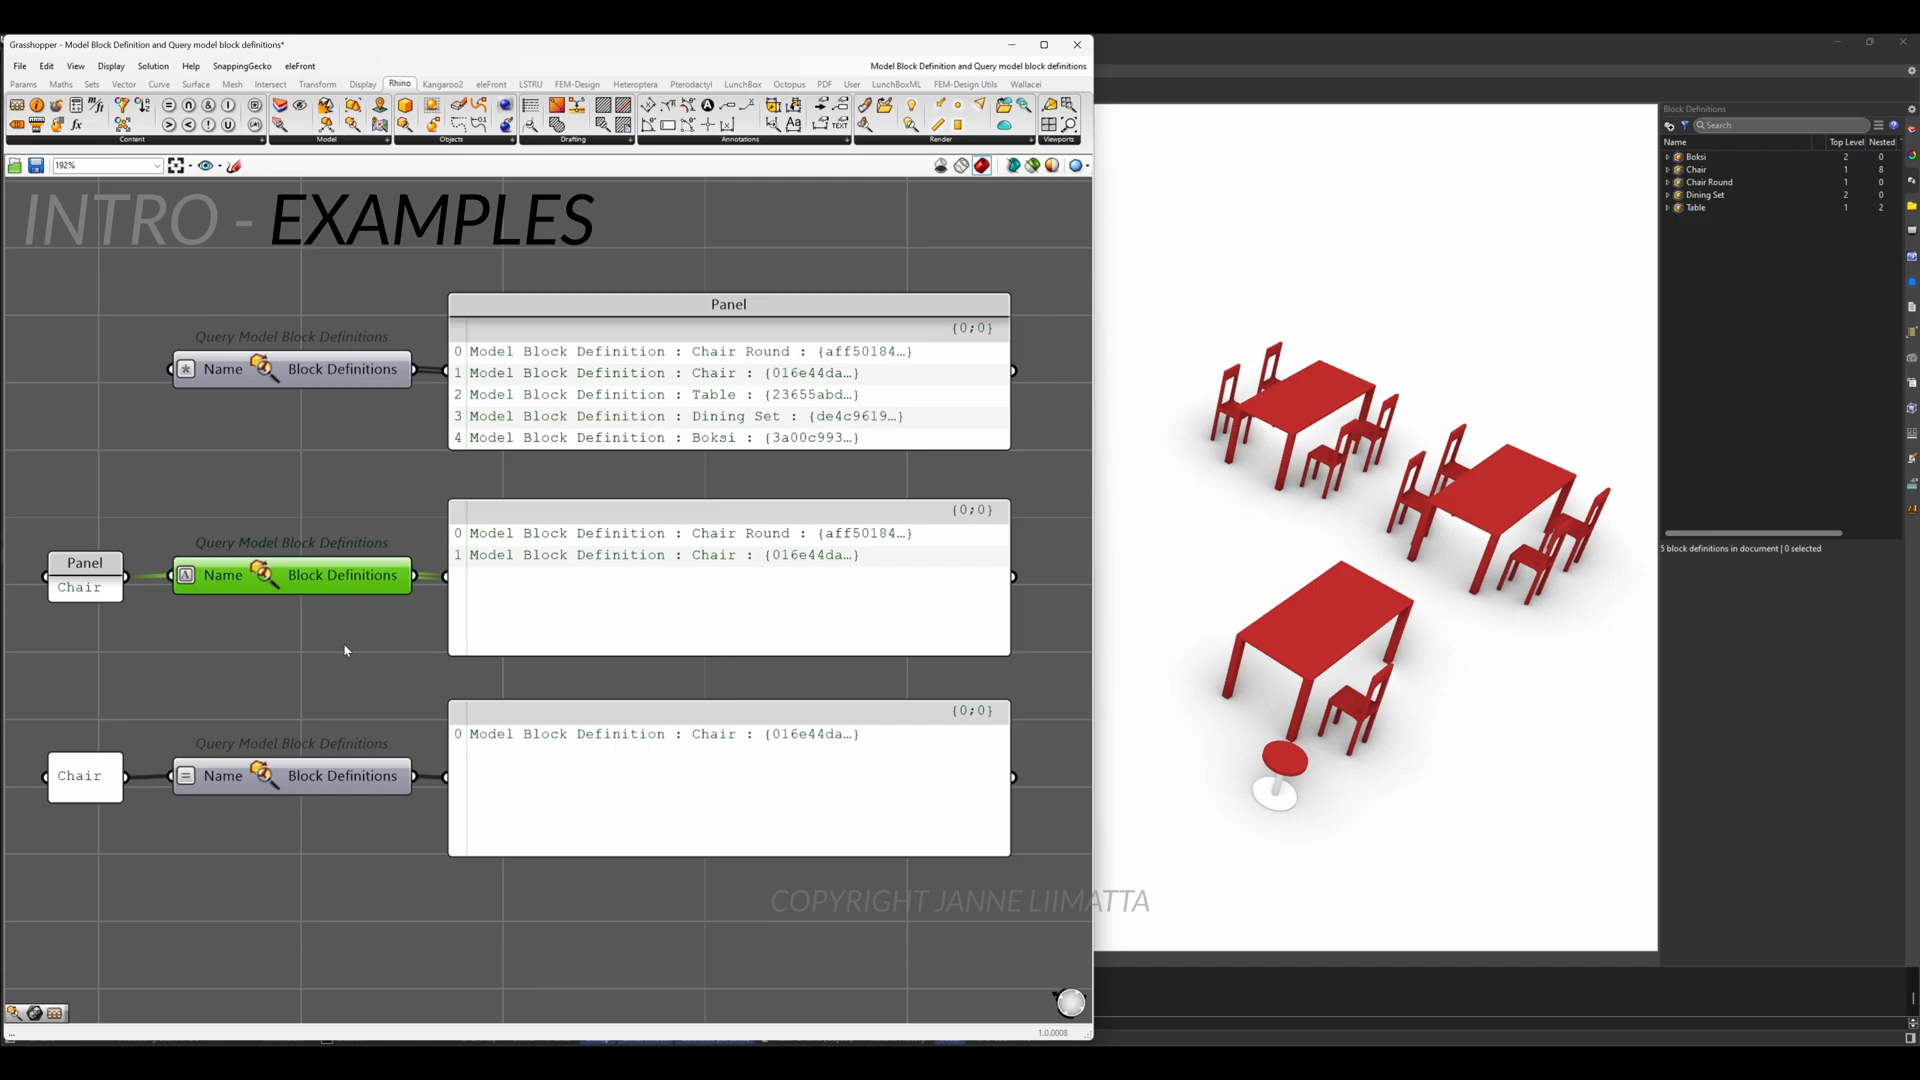 Grasshopper - Model Block Definition and Query model block definitions*
File Edit View Display Solution Help SnappingGecko eleFront
Model Block Definition and Query model block definitions
Params Maths Sets Vector Curve Surface Mesh Intersect Transform Display Rhino Kangaroo2 eleFront LSTRU FEM-Design Heteroptera Pterodactyl LunchBox Octopus PDF User LunchBoxML FEM-Design Utils Wallacei
Content Model Objects Drafting Annotations Render Viewports
192%
INTRO - EXAMPLES
Query Model Block Definitions
Name Block Definitions
Panel
{0;0}
0 Model Block Definition : Chair Round : {aff50184…}
1 Model Block Definition : Chair : {016e44da…}
2 Model Block Definition : Table : {23655abd…}
3 Model Block Definition : Dining Set : {de4c9619…}
4 Model Block Definition : Boksi : {3a00c993…}
Panel
Chair
Query Model Block Definitions
Name Block Definitions
{0;0}
0 Model Block Definition : Chair Round : {aff50184…}
1 Model Block Definition : Chair : {016e44da…}
Chair
Query Model Block Definitions
Name Block Definitions
{0;0}
0 Model Block Definition : Chair : {016e44da…}
COPYRIGHT JANNE LIIMATTA
1.0.0008
Block Definitions
Search
Name Top Level Nested
Boksi 2 0
Chair 1 8
Chair Round 1 0
Dining Set 2 0
Table 1 2
5 block definitions in document | 0 selected